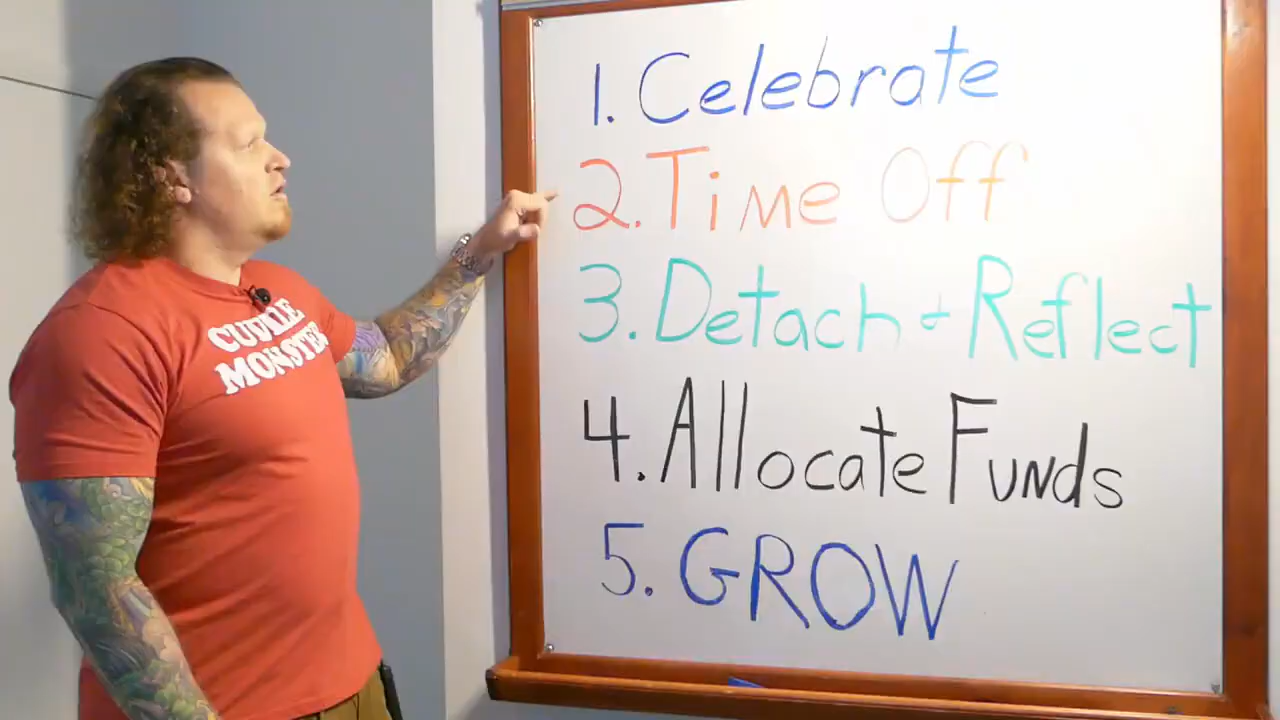 CUDDLE
MONSTER
1. Celebrate
2. Time Off
3. Detach + Reflect
4. Allocate Funds
5. GROW